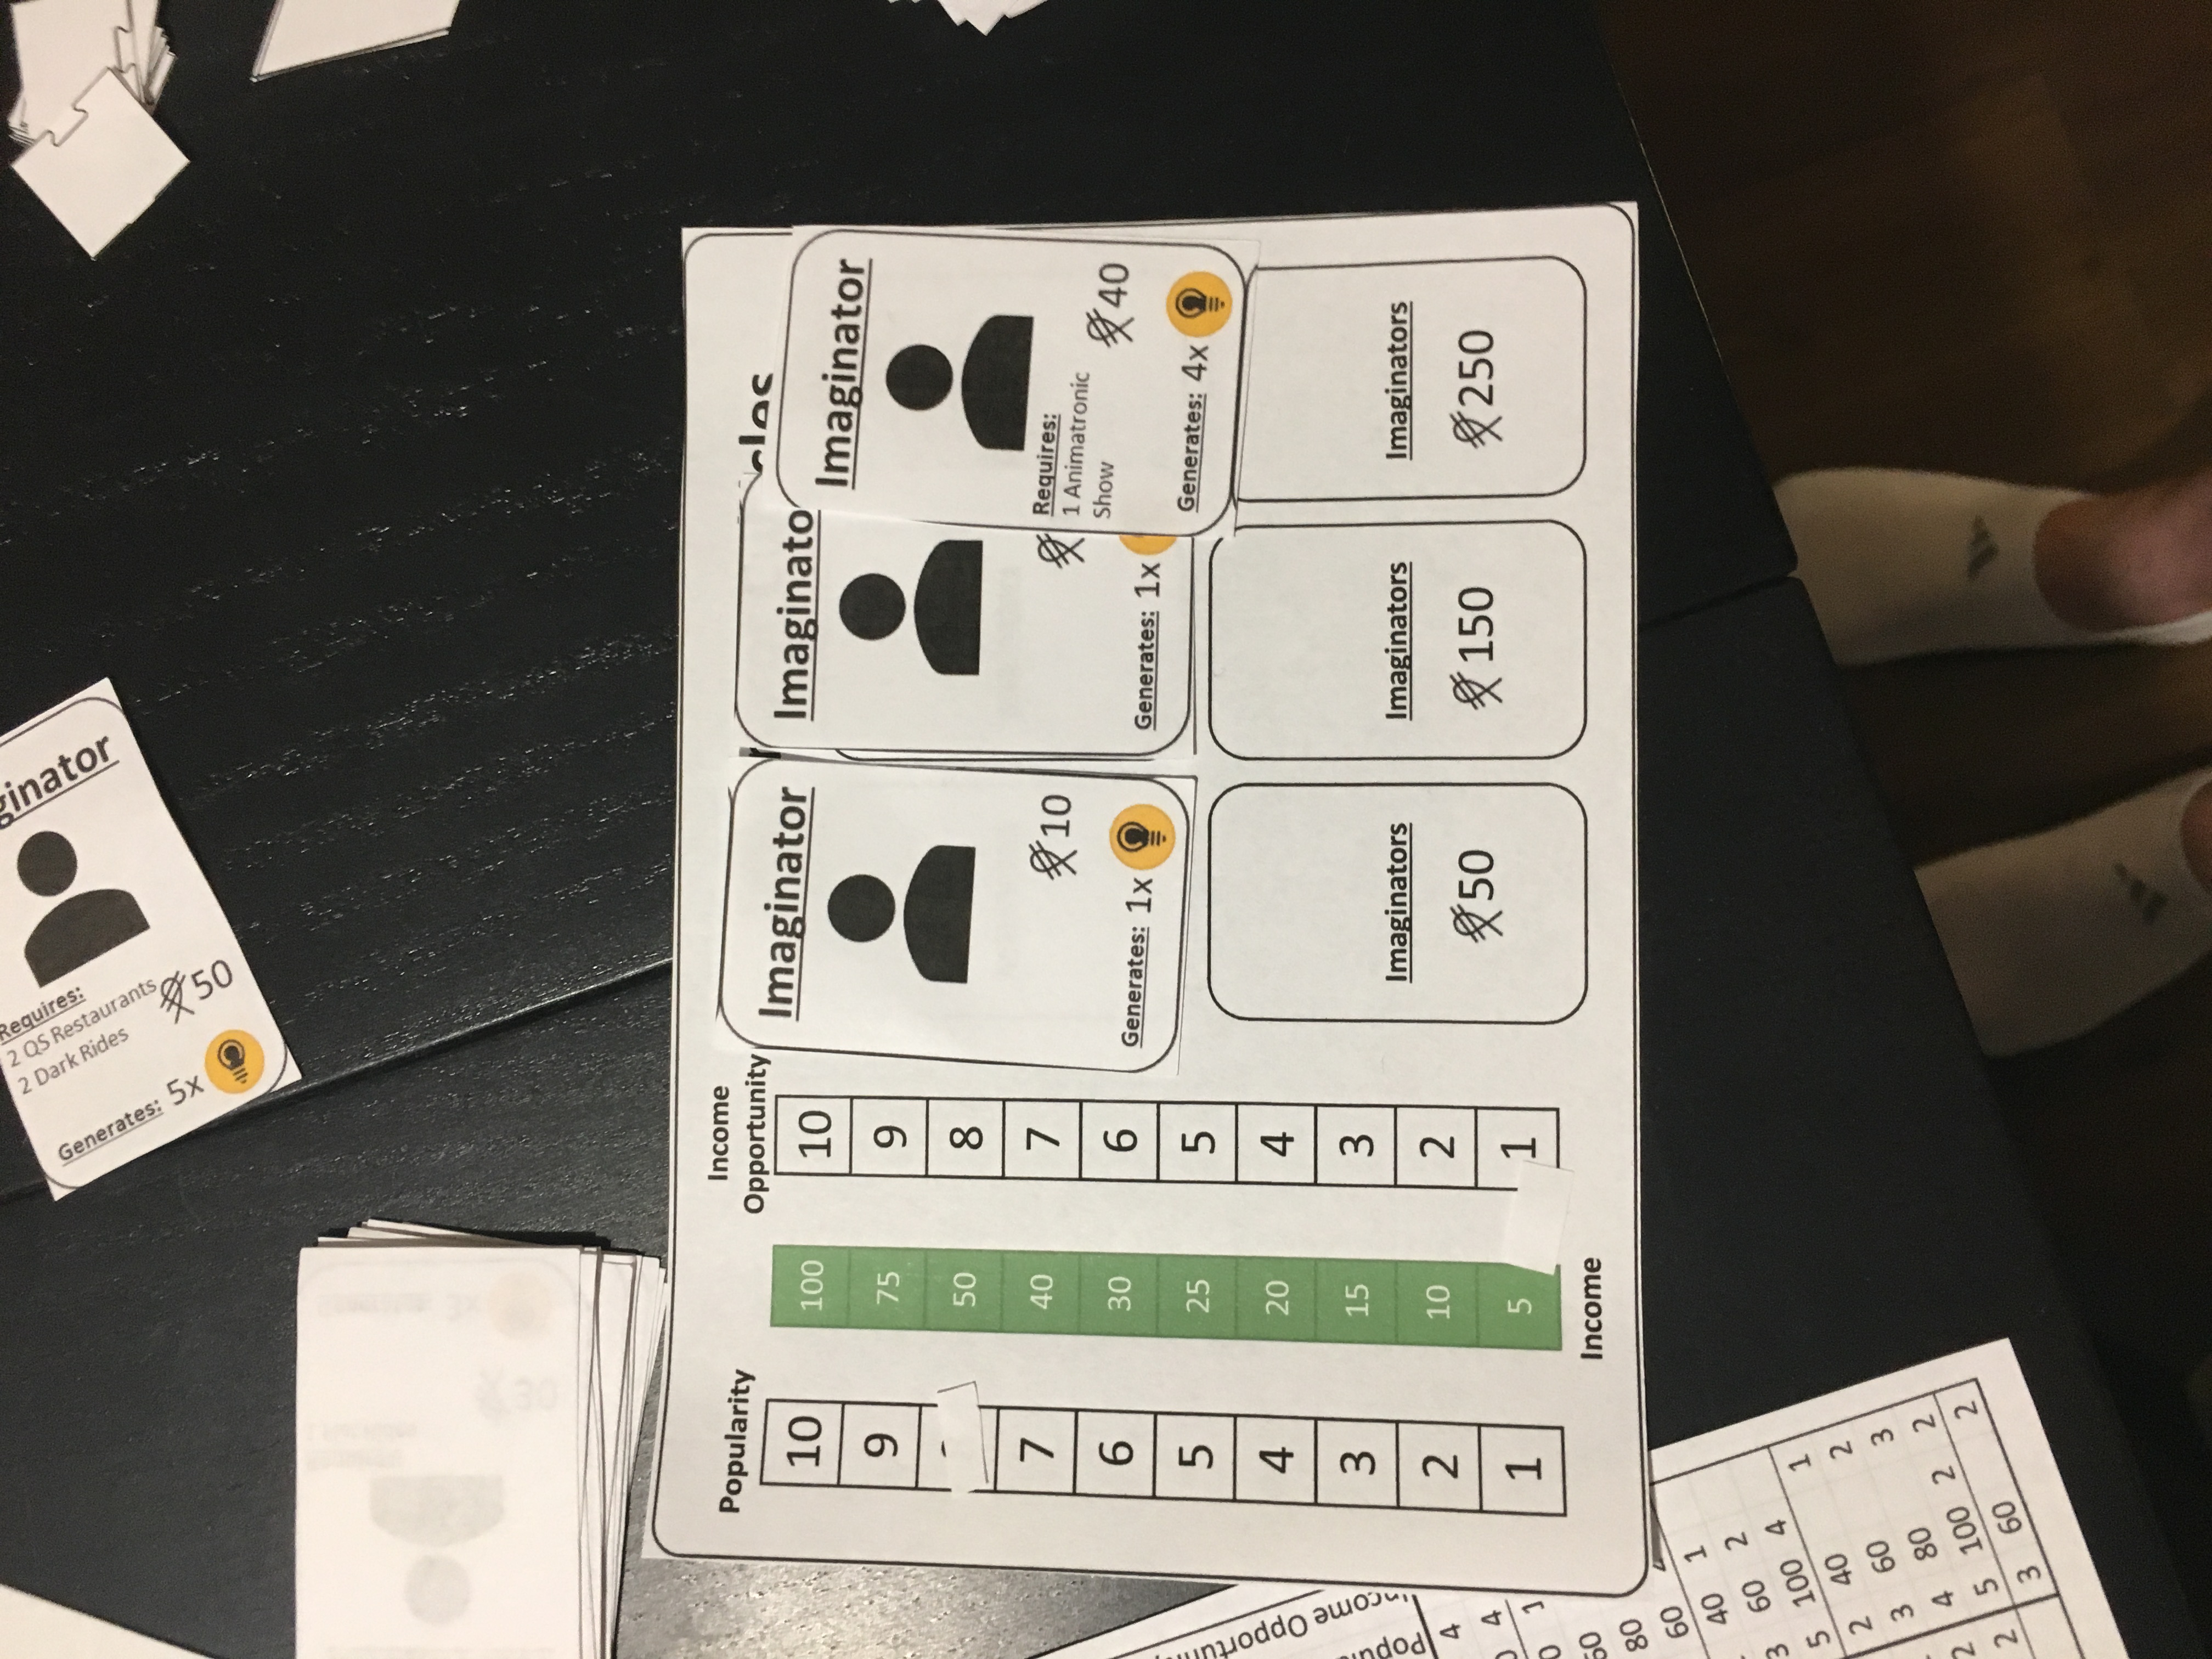 ginator
Requires:
2 QS Restaurants
2 Dark Rides
50
Generates: 5x
Popularity
10
9
7
6
5
4
3
2
1
100
75
50
40
30
25
20
15
10
5
Income
Income
Opportunity
10
9
8
7
6
5
4
3
2
1
Imaginator
10
Generates: 1x
Imaginato
Generates: 1x
Imaginator
Requires:
1 Animatronic
Show
40
Generates: 4x
Imaginators
50
Imaginators
150
Imaginators
250
Income Opportuni
4
4
1
60
80
60
40 1
3 60 2
5 100 4
2 40 1
3 60 2
4 80 3
2 5 100 2 2
2 3 60 2